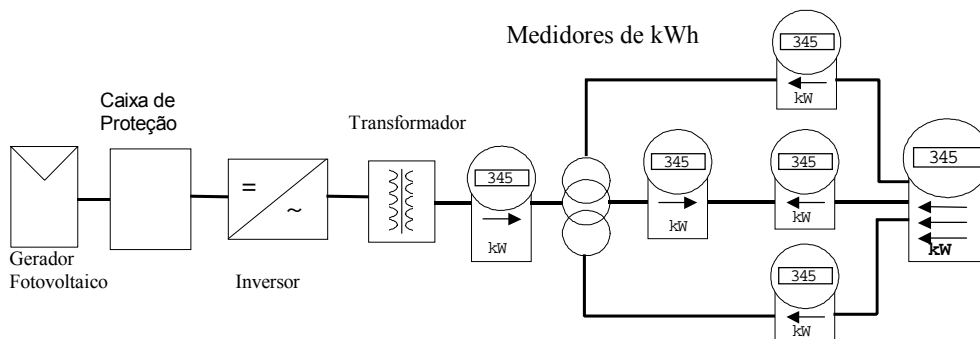 Medidores de kWh
345
kW
Caixa de
Proteção
Transformador
345
kW
345
kW
345
kW
345
kW
=
~
Gerador
Fotovoltaico
Inversor
345
kW